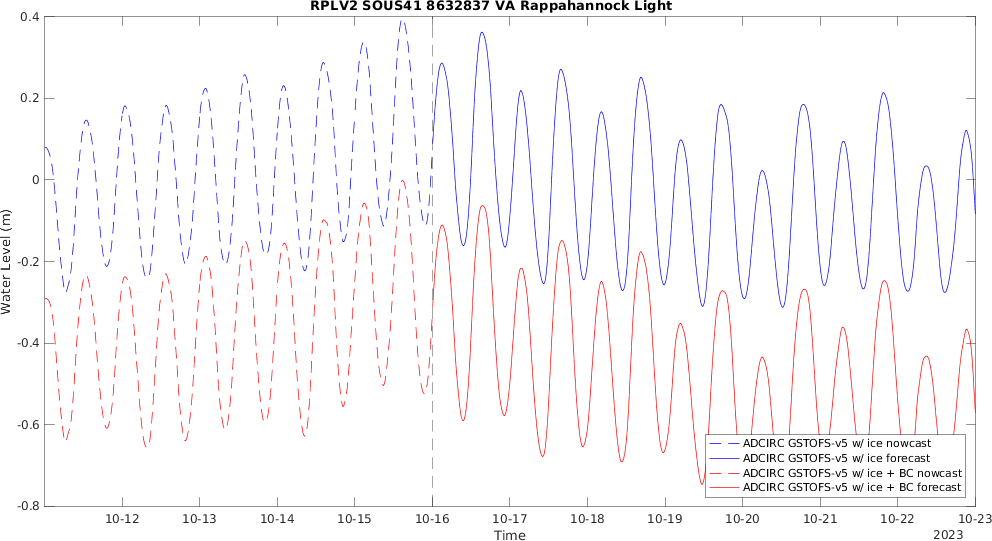 RPLV2 SOUS41 8632837 VA Rappahannock Light
Water Level (m)
0.4
0.2
0
-0.2
-0.4
-0.6
-0.8
ADCIRC GSTOFS-v5 w/ ice nowcast
ADCIRC GSTOFS-v5 w/ ice forecast
ADCIRC GSTOFS-v5 w/ ice + BC nowcast
ADCIRC GSTOFS-v5 w/ ice + BC forecast
10-12 10-13 10-14 10-15 10-16 10-17 10-18 10-19 10-20 10-21 10-22 10-23
Time
2023